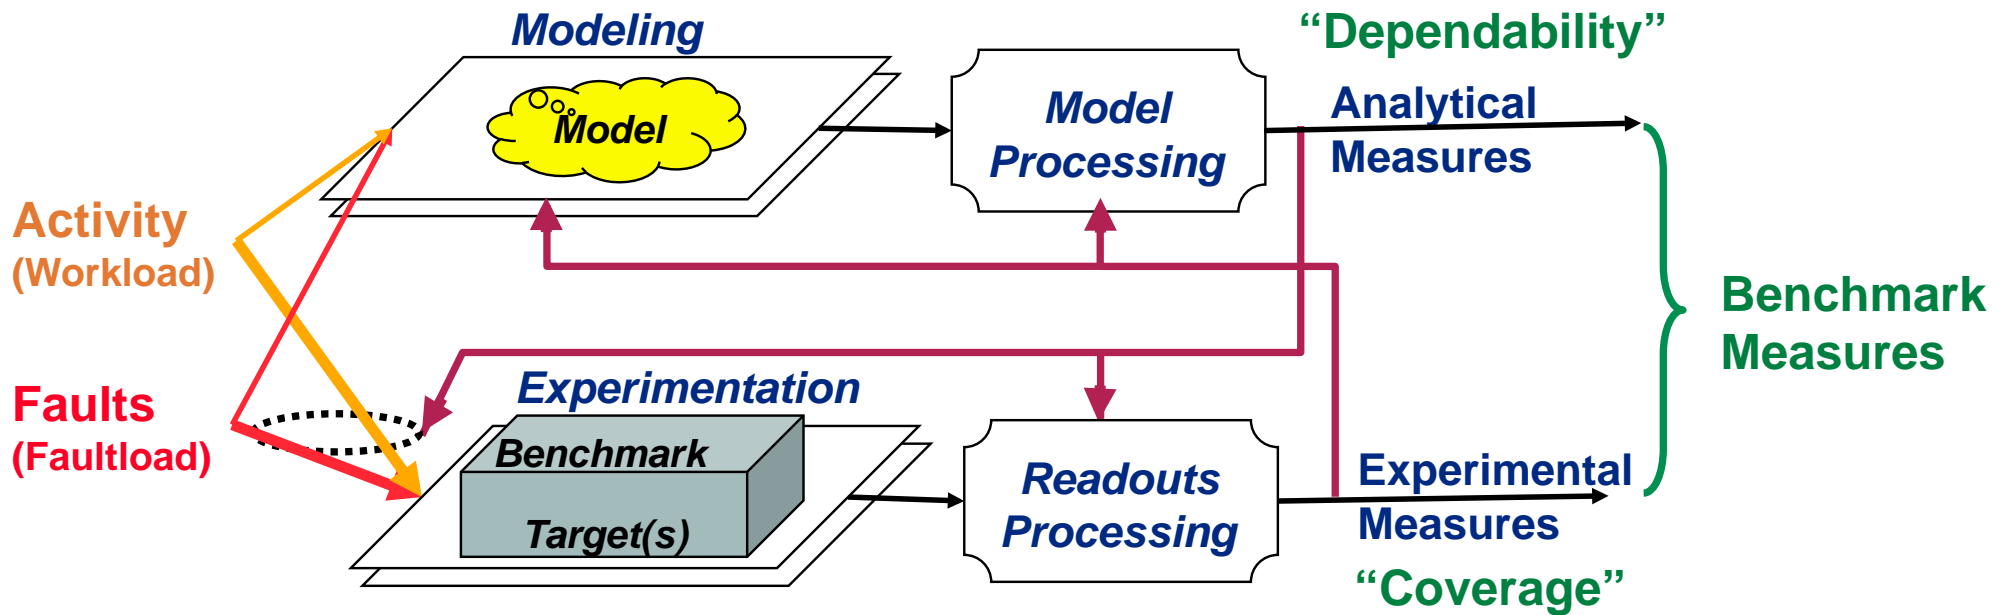 Modeling
“Dependability”
Model
Model
Processing
Analytical
Measures
Activity
(Workload)
Benchmark
Measures
Faults
(Faultload)
Experimentation
Benchmark
Target(s)
Readouts
Processing
Experimental
Measures
“Coverage”